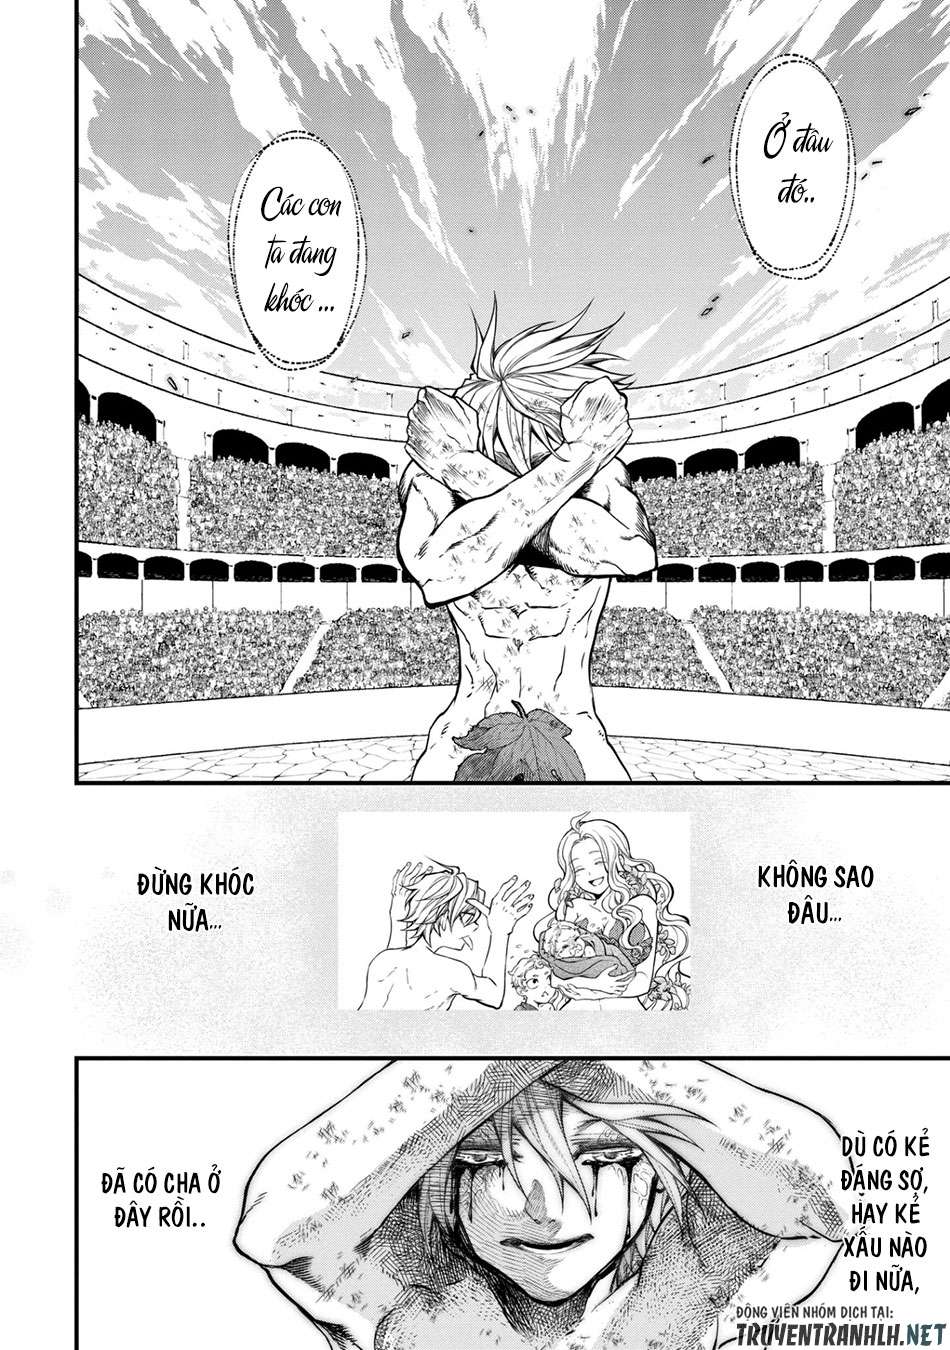 Ở đâu
đó..
Các con
ta đang
khóc ...
KHÔNG SAO
ĐÂU...
ĐỪNG KHÓC
NỮA...
DÙ CÓ KẺ
ĐÁNG SỢ,
HAY KẺ
XẤU NÀO
ĐI NỮA,
ĐÃ CÓ CHA Ở
ĐÂY RỒI..
ĐỘNG VIÊN NHÓM DỊCH TẠI:
TRUYENTRANHLH.NET